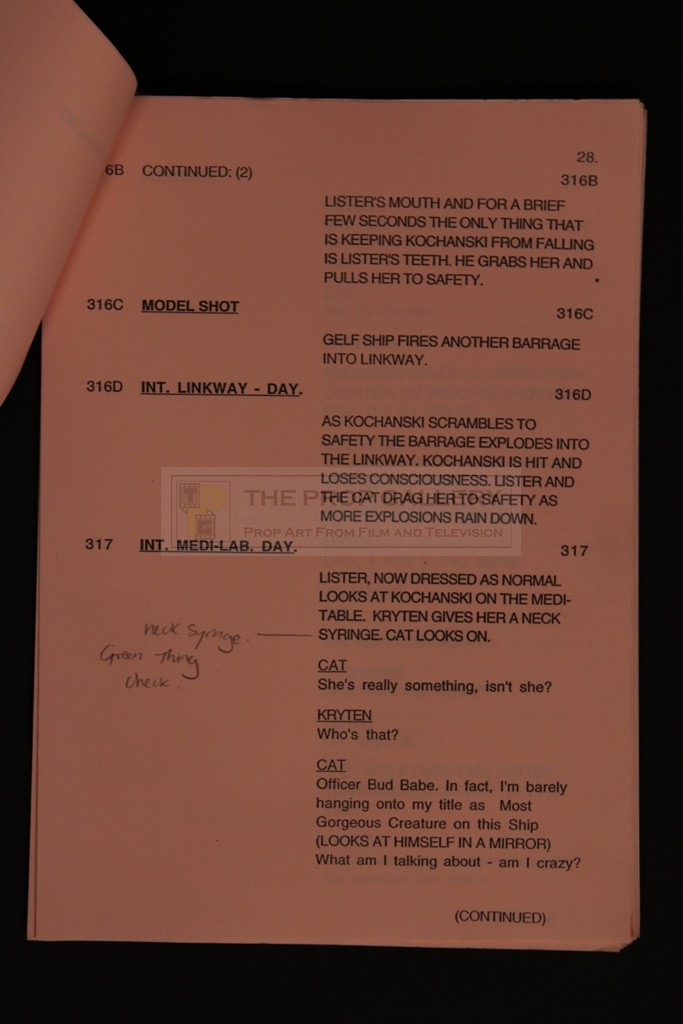 28.
6B CONTINUED: (2)
316B
LISTER'S MOUTH AND FOR A BRIEF
FEW SECONDS THE ONLY THING THAT
IS KEEPING KOCHANSKI FROM FALLING
IS LISTER'S TEETH. HE GRABS HER AND
PULLS HER TO SAFETY. *
316C MODEL SHOT 316C
GELF SHIP FIRES ANOTHER BARRAGE
INTO LINKWAY.
316D INT. LINKWAY - DAY. 316D
AS KOCHANSKI SCRAMBLES TO
SAFETY THE BARRAGE EXPLODES INTO
THE LINKWAY. KOCHANSKI IS HIT AND
LOSES CONSCIOUSNESS. LISTER AND
THE CAT DRAG HER TO SAFETY AS
MORE EXPLOSIONS RAIN DOWN.
THE PROP GALLERY
PROP ART FROM FILM AND TELEVISION
317 INT. MEDI-LAB. DAY. 317
LISTER, NOW DRESSED AS NORMAL
LOOKS AT KOCHANSKI ON THE MEDI-
TABLE. KRYTEN GIVES HER A NECK
SYRINGE. CAT LOOKS ON.
neck syringe.
Green thing
check.
CAT
She's really something, isn't she?
KRYTEN
Who's that?
CAT
Officer Bud Babe. In fact, I'm barely
hanging onto my title as Most
Gorgeous Creature on this Ship
(LOOKS AT HIMSELF IN A MIRROR)
What am I talking about - am I crazy?
(CONTINUED)